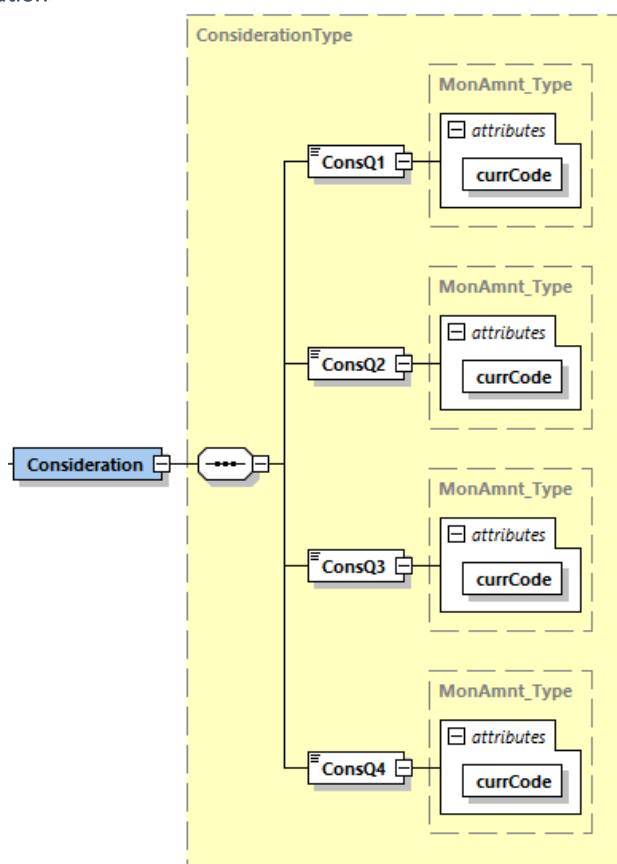 ConsiderationType
MonAmnt_Type
attributes
ConsQ1
currCode
MonAmnt_Type
attributes
ConsQ2
currCode
Consideration
MonAmnt_Type
attributes
ConsQ3
currCode
MonAmnt_Type
attributes
ConsQ4
currCode